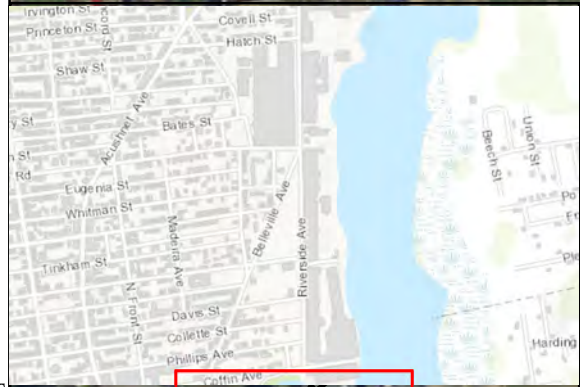 Irvington St
Covell St
Princeton St
Hatch St
Shaw St
Acushnet Ave
Bates St
Beech St
Union St
Rd
Eugenia St
Whitman St
Belleville Ave
Madeira Ave
Riverside Ave
Tinkham St
N Front St
Davis St
Collette St
Harding
Phillips Ave
Coffin Ave